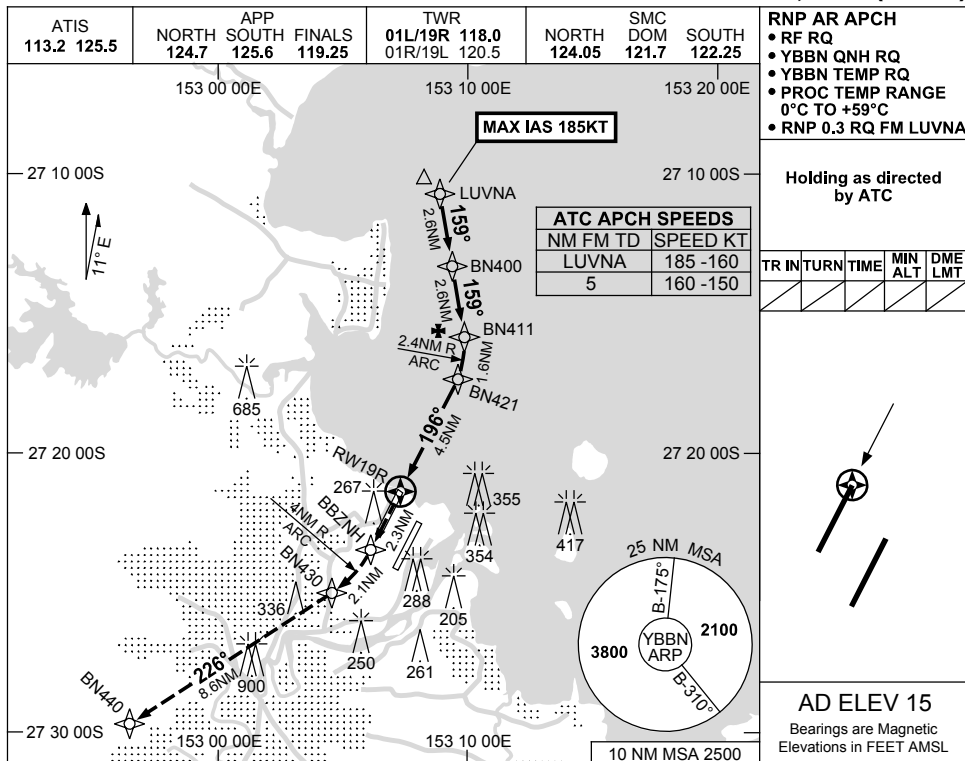 ATIS
113.2 125.5
APP
NORTH SOUTH FINALS
124.7 125.6 119.25
TWR
01L/19R 118.0
01R/19L 120.5
SMC
NORTH DOM SOUTH
124.05 121.7 122.25
RNP AR APCH
• RF RQ
• YBBN QNH RQ
• YBBN TEMP RQ
• PROC TEMP RANGE
0°C TO +59°C
• RNP 0.3 RQ FM LUVNA
Holding as directed
by ATC
TR IN TURN TIME MIN ALT DME LMT
153 00 00E
153 10 00E
153 20 00E
MAX IAS 185KT
27 10 00S
27 10 00S
11° E
LUVNA
159°
2.6NM
BN400
159°
2.6NM
BN411
2.4NM R
ARC
1.6NM
BN421
196°
4.5NM
ATC APCH SPEEDS
NM FM TD SPEED KT
LUVNA 185 -160
5 160 -150
685
27 20 00S
27 20 00S
RW19R
267
355
354
417
BBZNH
2.3NM
4NM R
ARC
BN430
2.1NM
336
288
205
250
261
900
226°
8.6NM
BN440
25 NM MSA
B-175°
3800
YBBN
ARP
2100
B-310°
27 30 00S
153 00 00E
153 10 00E
10 NM MSA 2500
AD ELEV 15
Bearings are Magnetic
Elevations in FEET AMSL